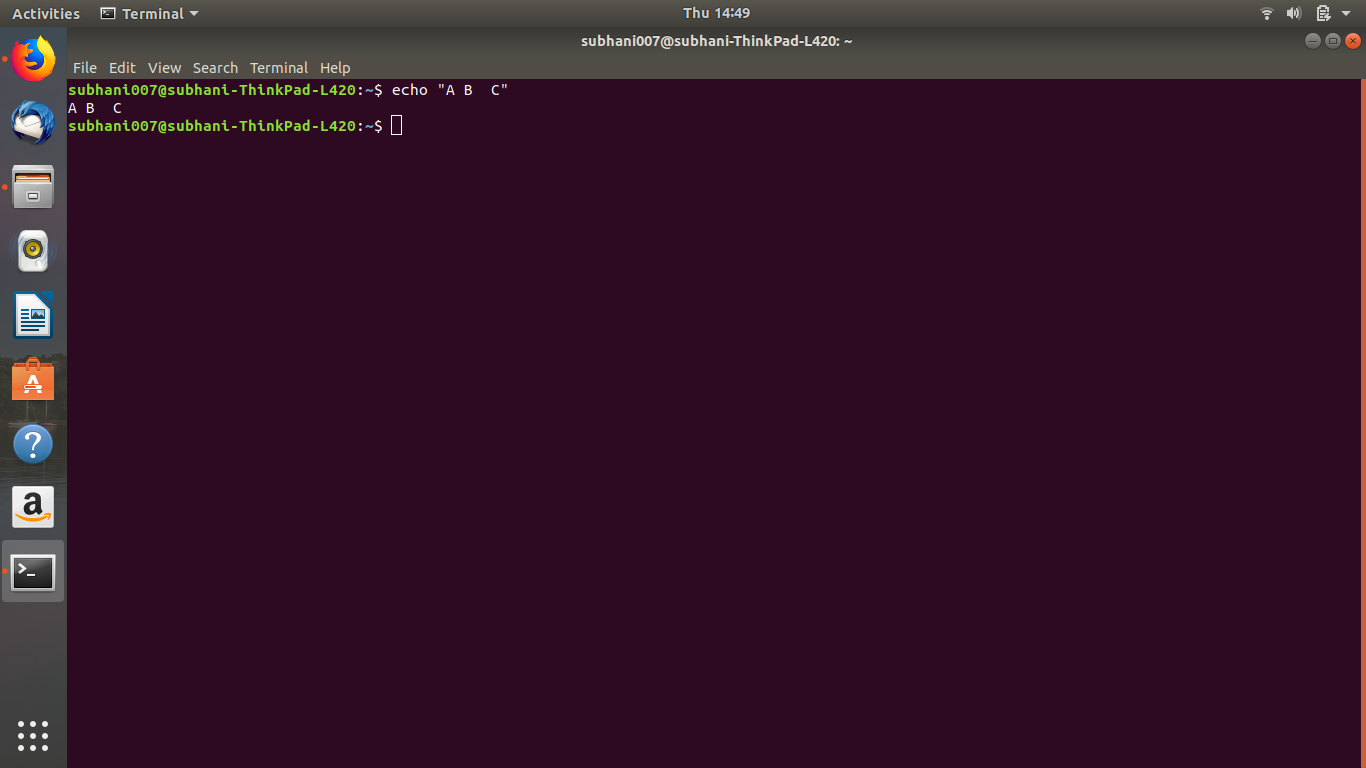 Activities Terminal Thu 14:49
subhani007@subhani-ThinkPad-L420: ~
File Edit View Search Terminal Help
subhani007@subhani-ThinkPad-L420:~$ echo "A B  C"
A B  C
subhani007@subhani-ThinkPad-L420:~$